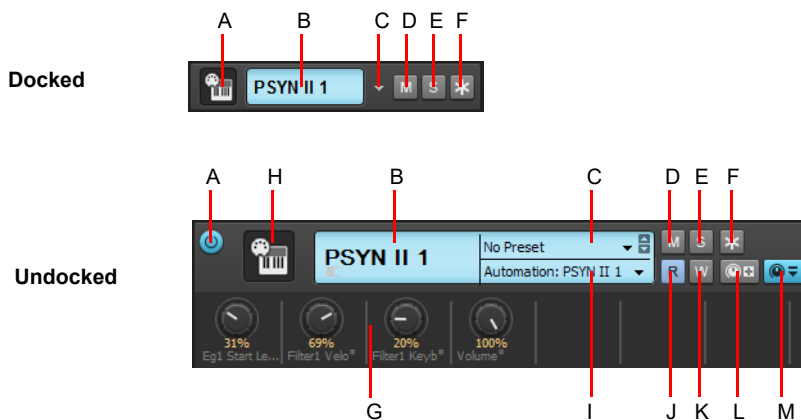 A B C D E F
Docked
PSYN II 1 M S
A H B C D E F
Undocked
PSYN II 1
No Preset
M S
Automation: PSYN II 1
R W
31% 69% 20% 100%
Eg1 Start Le... Filter1 Velo* Filter1 Keyb* Volume*
G I J K L M